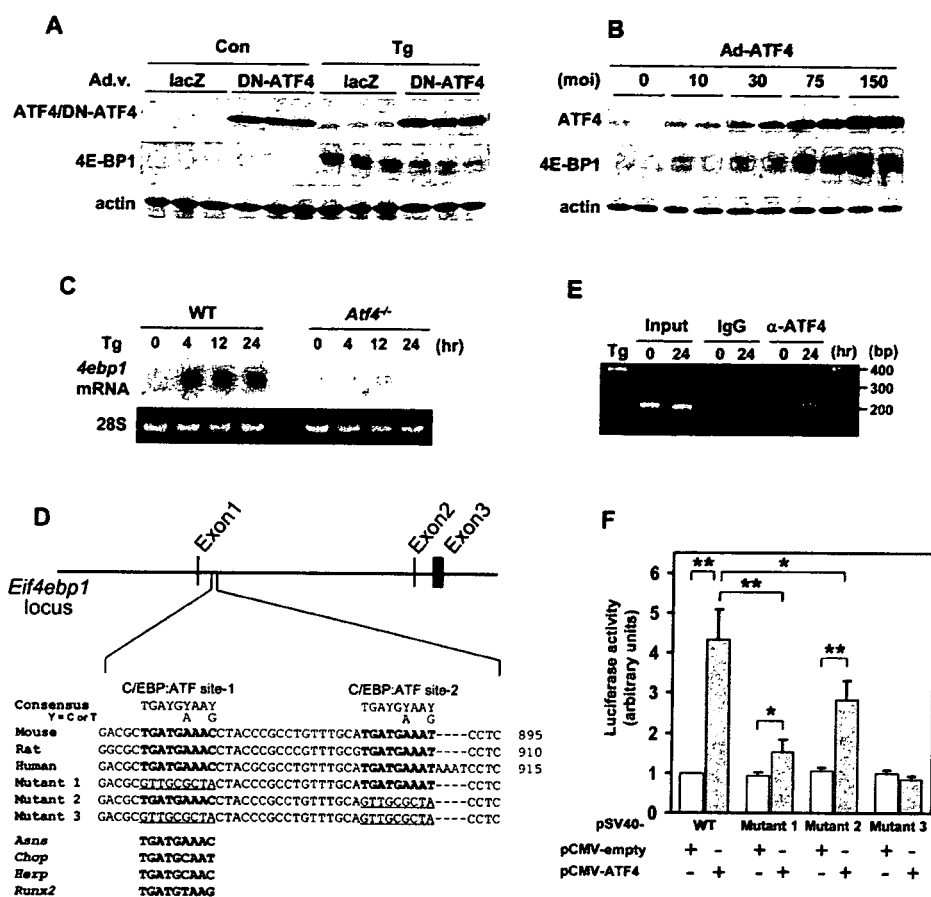 A
Con Tg
Ad.v. lacZ DN-ATF4 lacZ DN-ATF4
ATF4/DN-ATF4
4E-BP1
actin
B
Ad-ATF4
(moi) 0 10 30 75 150
ATF4
4E-BP1
actin
C
WT Atf4-/-
Tg 0 4 12 24 0 4 12 24 (hr)
4ebp1
mRNA
28S
E
Input IgG α-ATF4
Tg 0 24 0 24 0 24 (hr) (bp)
400
300
200
D
Exon1 Exon2 Exon3
Eif4ebp1
locus
C/EBP:ATF site-1 C/EBP:ATF site-2
Consensus TGAYGYAAY TGAYGYAAY
Y = C or T A G A G
Mouse GACGCTGATGAAACCTACCCGCCTGTTTGCATGATGAAAT----CCTC 895
Rat GGCGCTGATGAAACCTACCCGCCTGTTTGCGTGATGAAAT----CCTC 910
Human GACGCTGATGAAACCTACGCGCCTGTTTGCATGATGAAATAAATCCTC 915
Mutant 1 GACGCGTTGCGCTACTACCCGCCTGTTTGCATGATGAAAT----CCTC
Mutant 2 GACGCTGATGAAACCTACCCGCCTGTTTGCAGTTGCGCTA----CCTC
Mutant 3 GACGCGTTGCGCTACTACCCGCCTGTTTGCAGTTGCGCTA----CCTC
Asns TGATGAAAC
Chop TGATGCAAT
Herp TGATGCAAC
Runx2 TGATGTAAG
F
Luciferase activity
(arbitrary units)
6
5
4
3
2
1
0
** ** * * **
pSV40- WT Mutant 1 Mutant 2 Mutant 3
pCMV-empty + - + - + - + -
pCMV-ATF4 - + - + - + - +